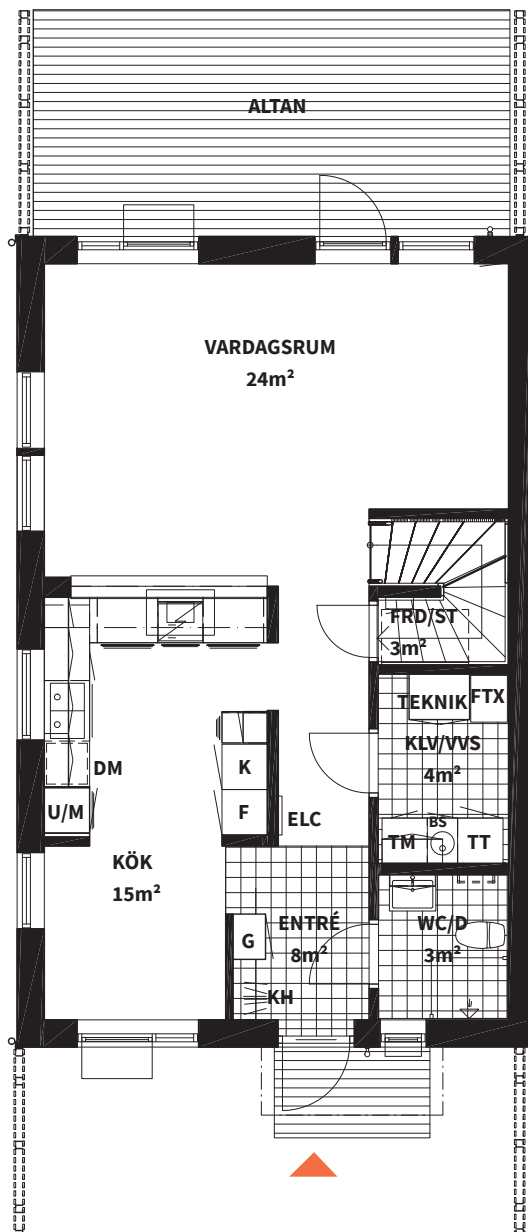 ALTAN
VARDAGSRUM
24m²
FRD/ST
3m²
TEKNIK
FTX
KLV/VVS
4m²
K
DM
F
U/M
ELC
BS
TM
TT
KÖK
15m²
ENTRÉ
8m²
G
WC/D
3m²
KH